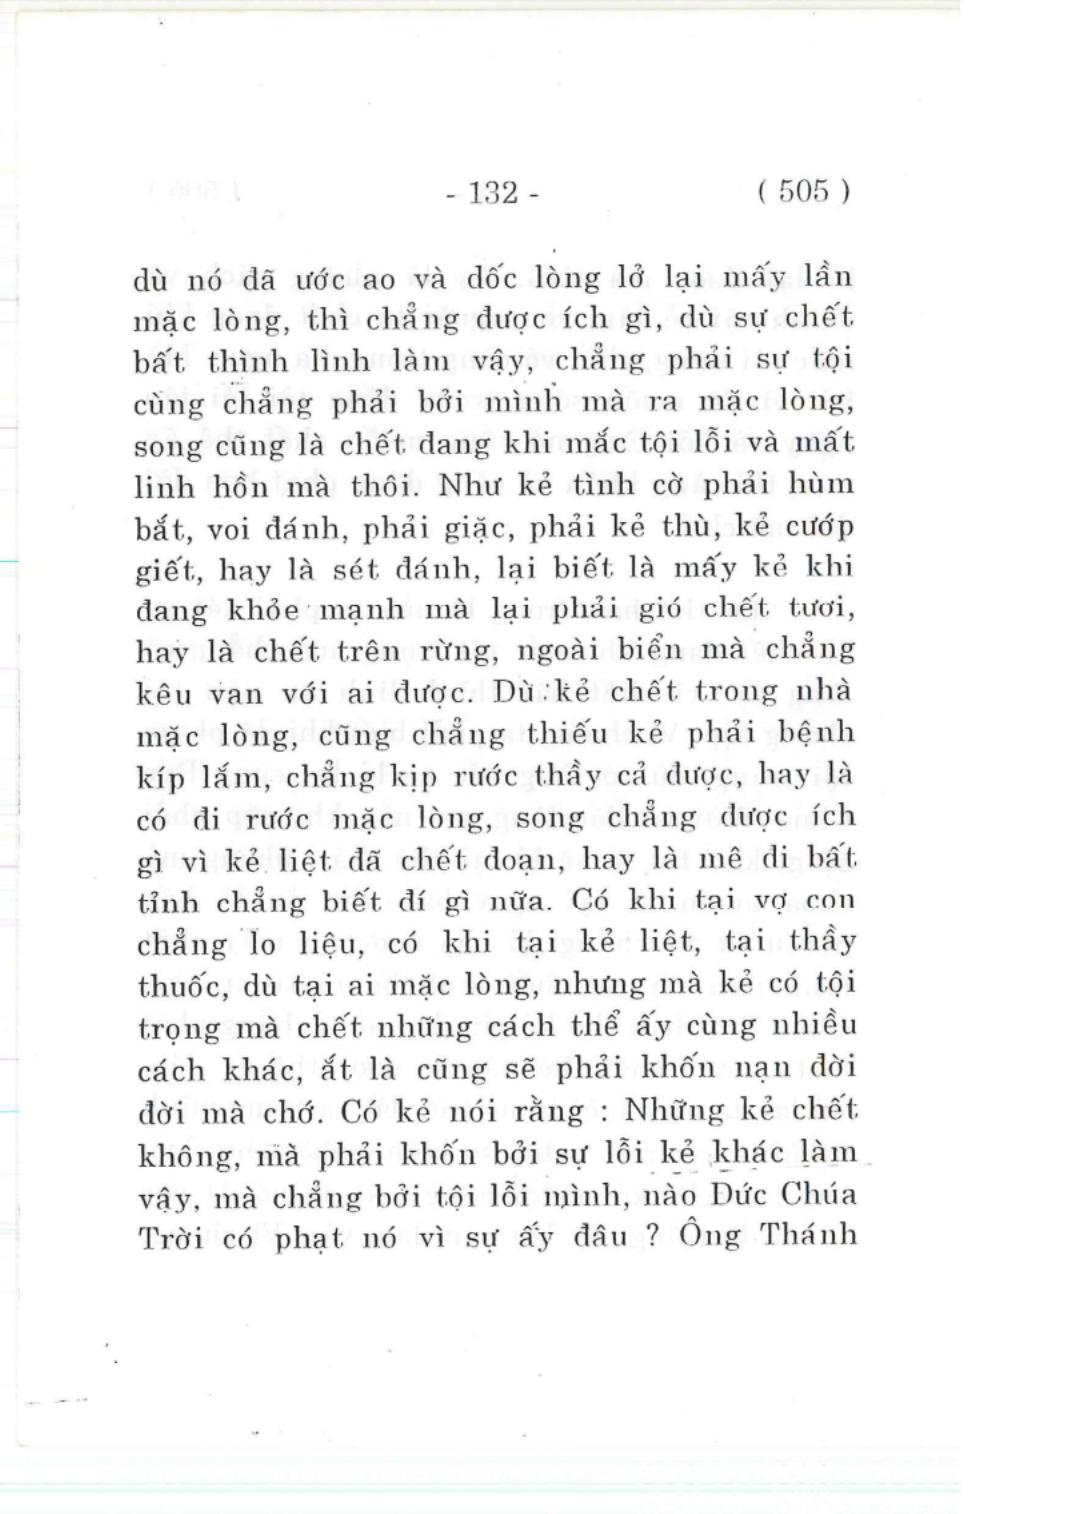 - 132 - ( 505 )
dù nó đã ước ao và dốc lòng lở lại mấy lần
mặc lòng, thì chẳng được ích gì, dù sự chết
bất thình lình làm vậy, chẳng phải sự tội
cùng chẳng phải bởi mình mà ra mặc lòng,
song cũng là chết đang khi mắc tội lỗi và mất
linh hồn mà thôi. Như kẻ tình cờ phải hùm
bắt, voi đánh, phải giặc, phải kẻ thù, kẻ cướp
giết, hay là sét đánh, lại biết là mấy kẻ khi
đang khỏe mạnh mà lại phải gió chết tươi,
hay là chết trên rừng, ngoài biển mà chẳng
kêu van với ai được. Dù kẻ chết trong nhà
mặc lòng, cũng chẳng thiếu kẻ phải bệnh
kíp lắm, chẳng kịp rước thầy cả được, hay là
có đi rước mặc lòng, song chẳng được ích
gì vì kẻ liệt đã chết đoạn, hay là mê đi bất
tỉnh chẳng biết đí gì nữa. Có khi tại vợ con
chẳng lo liệu, có khi tại kẻ liệt, tại thầy
thuốc, dù tại ai mặc lòng, nhưng mà kẻ có tội
trọng mà chết những cách thể ấy cùng nhiều
cách khác, ắt là cũng sẽ phải khốn nạn đời
đời mà chớ. Có kẻ nói rằng : Những kẻ chết
không, mà phải khốn bởi sự lỗi kẻ khác làm
vậy, mà chẳng bởi tội lỗi mình, nào Đức Chúa
Trời có phạt nó vì sự ấy đâu ? Ông Thánh